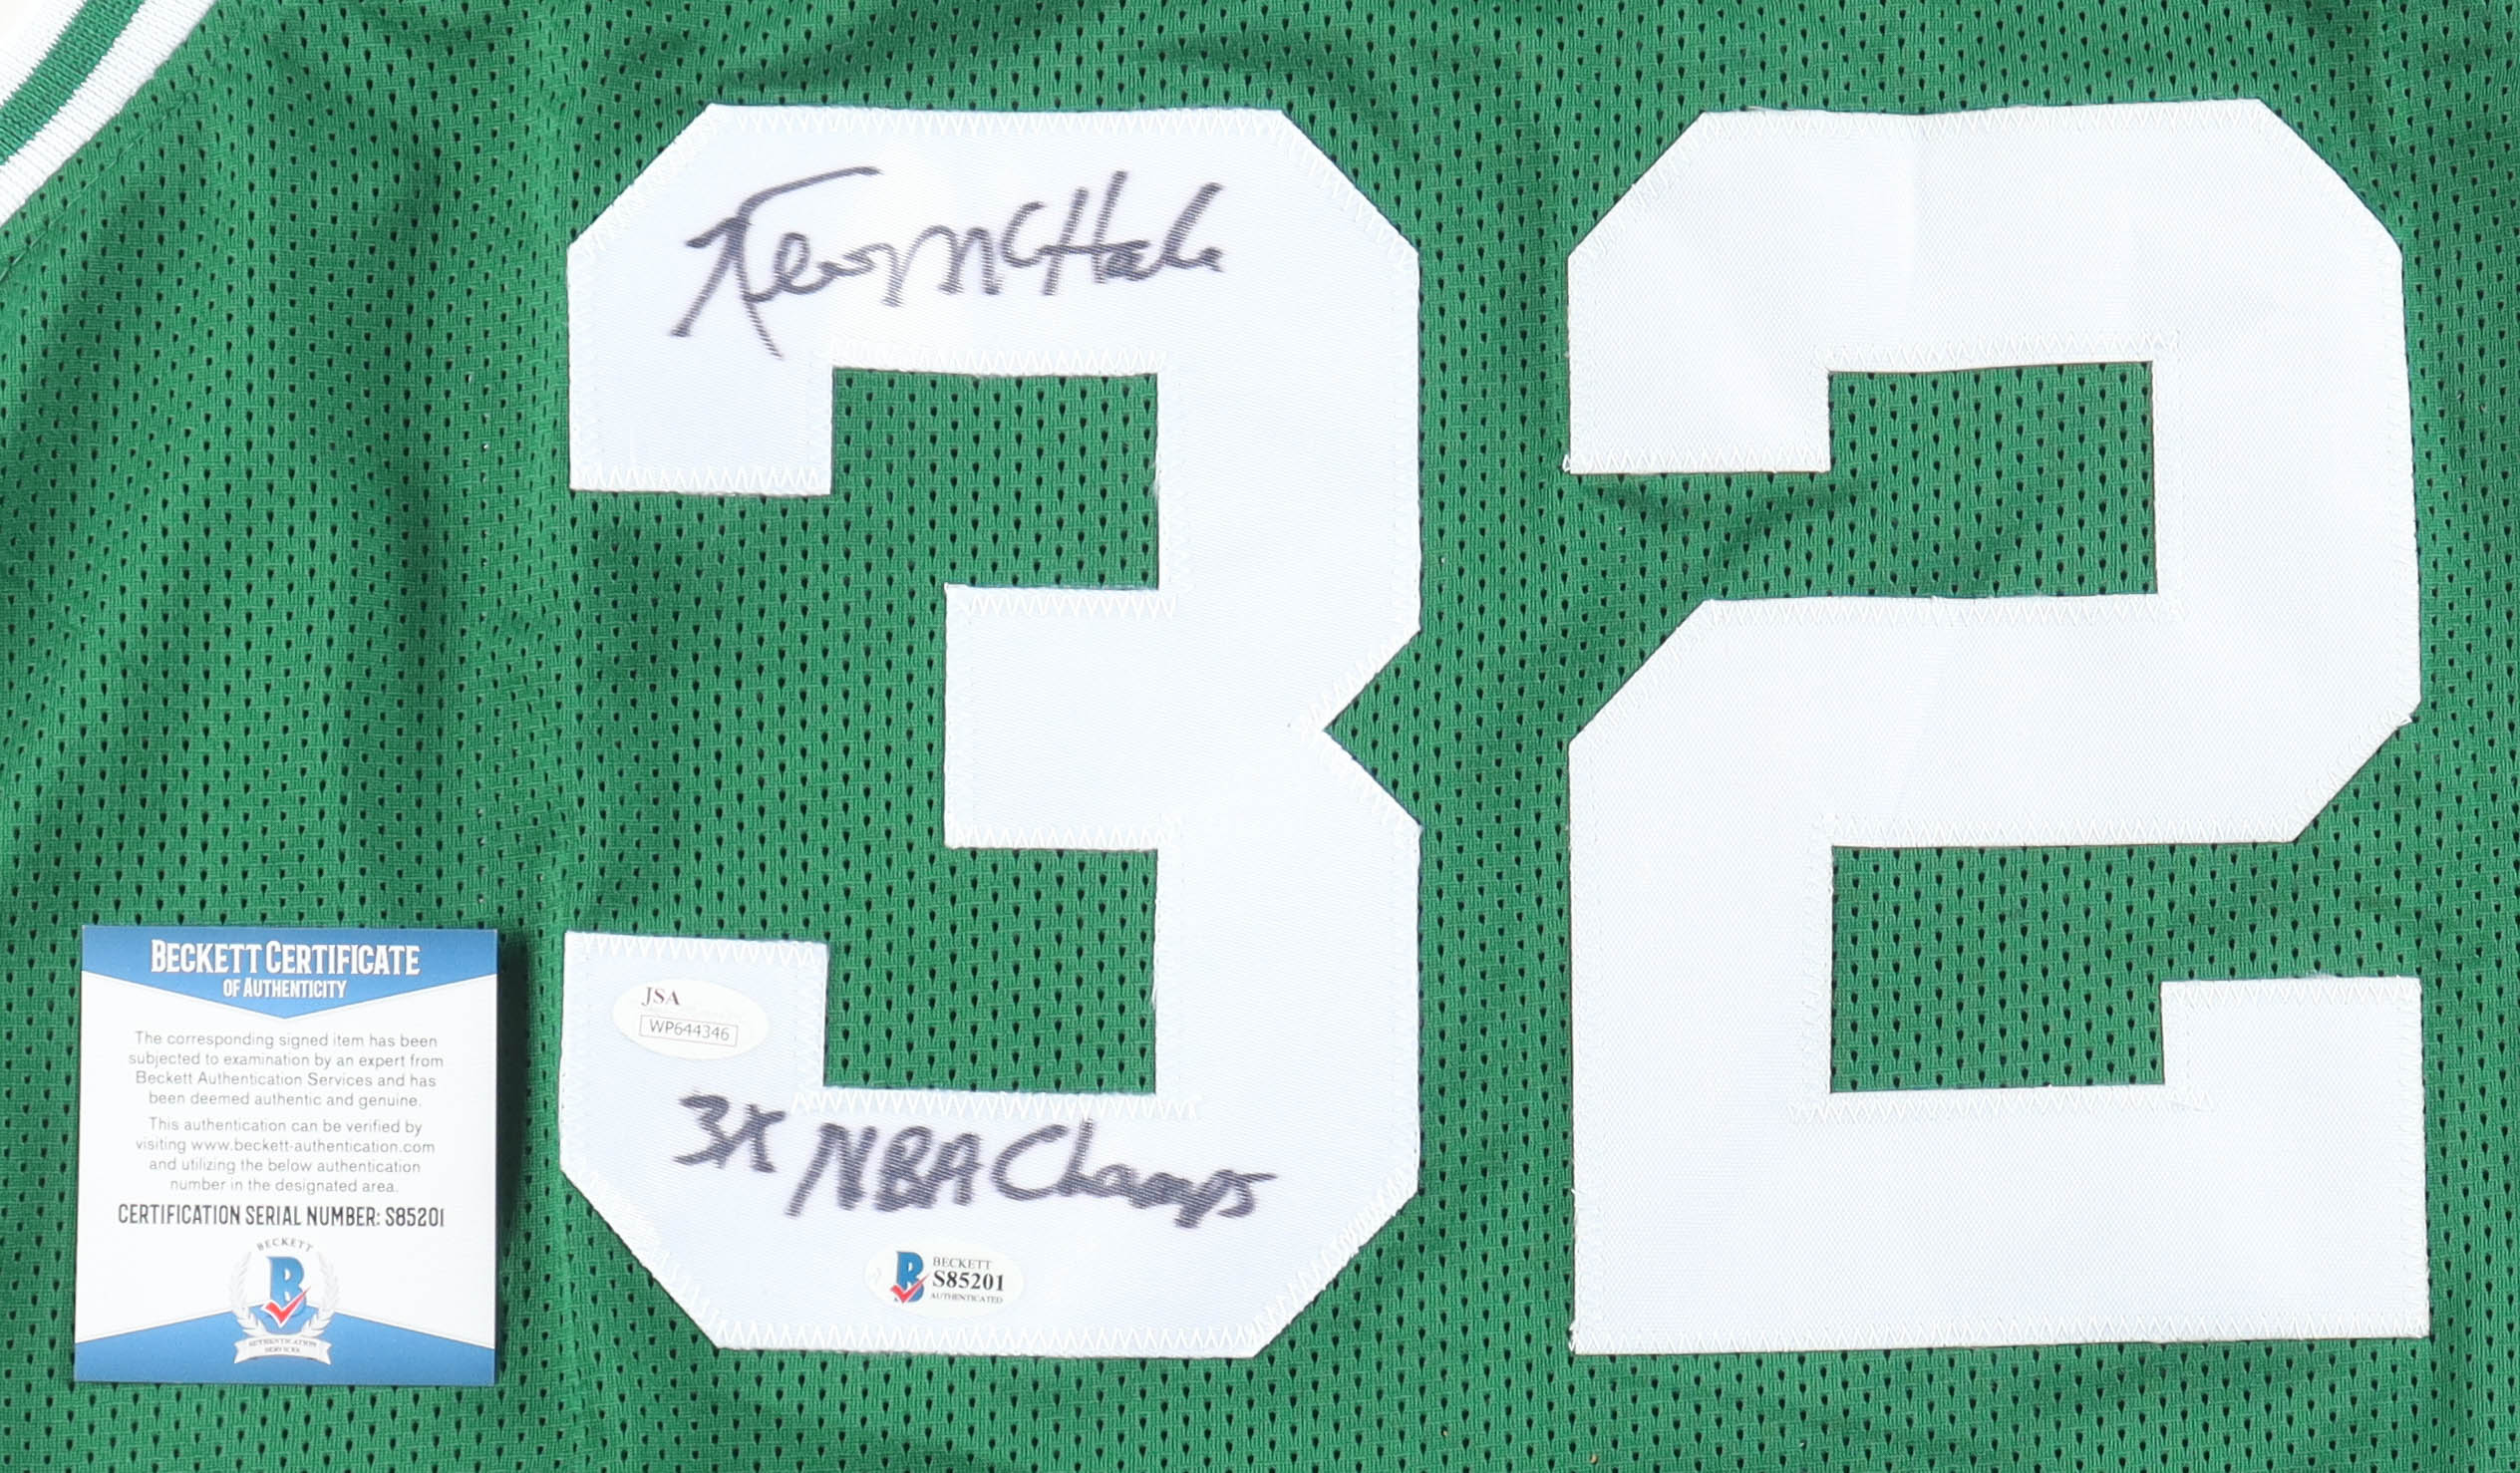 Kevin McHale
32
BECKETT CERTIFICATE
OF AUTHENTICITY
The corresponding signed item has been
subjected to examination by an expert from
Beckett Authentication Services and has
been deemed authentic and genuine.
This authentication can be verified by
visiting www.beckett-authentication.com
and utilizing the below authentication
number in the designated area.
CERTIFICATION SERIAL NUMBER: S85201
BECKETT
B
AUTHENTICATION
SERVICES
JSA
WP644346
3X NBA Champs
B
BECKETT
S85201
AUTHENTICATED